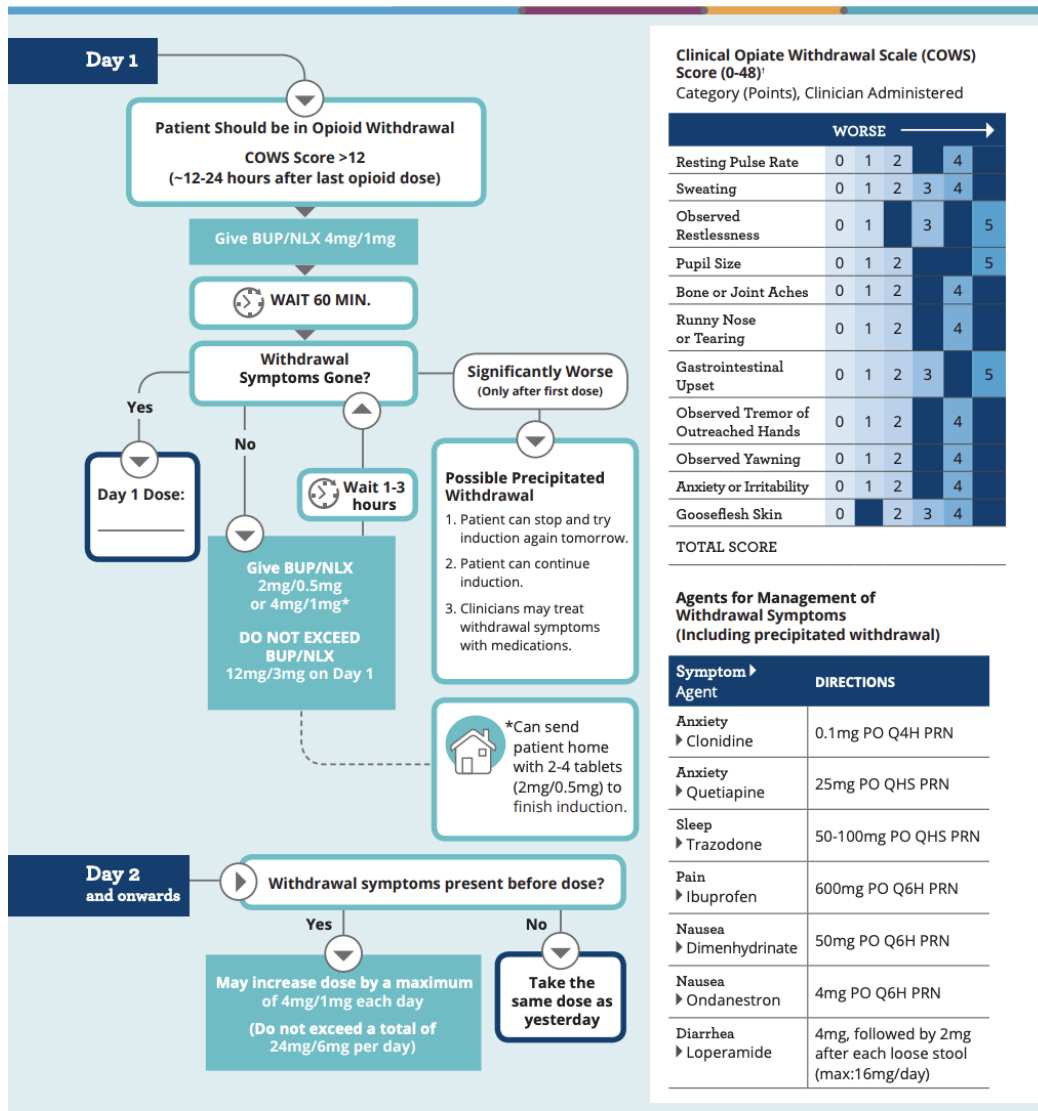 Day 1
Patient Should be in Opioid Withdrawal
COWS Score >12
(~12-24 hours after last opioid dose)
Give BUP/NLX 4mg/1mg
WAIT 60 MIN.
Withdrawal
Symptoms Gone?
Significantly Worse
(Only after first dose)
Yes
No
Day 1 Dose:
Wait 1-3
hours
Give BUP/NLX
2mg/0.5mg
or 4mg/1mg*
DO NOT EXCEED
BUP/NLX
12mg/3mg on Day 1
Possible Precipitated
Withdrawal
1. Patient can stop and try
induction again tomorrow.
2. Patient can continue
induction.
3. Clinicians may treat
withdrawal symptoms
with medications.
*Can send
patient home
with 2-4 tablets
(2mg/0.5mg) to
finish induction.
Day 2
and onwards
Withdrawal symptoms present before dose?
Yes
No
May increase dose by a maximum
of 4mg/1mg each day
(Do not exceed a total of
24mg/6mg per day)
Take the
same dose as
yesterday
Clinical Opiate Withdrawal Scale (COWS)
Score (0-48)†
Category (Points), Clinician Administered
WORSE
Resting Pulse Rate 0 1 2 4
Sweating 0 1 2 3 4
Observed
Restlessness 0 1 3 5
Pupil Size 0 1 2 5
Bone or Joint Aches 0 1 2 4
Runny Nose
or Tearing 0 1 2 4
Gastrointestinal
Upset 0 1 2 3 5
Observed Tremor of
Outreached Hands 0 1 2 4
Observed Yawning 0 1 2 4
Anxiety or Irritability 0 1 2 4
Gooseflesh Skin 0 2 3 4
TOTAL SCORE
Agents for Management of
Withdrawal Symptoms
(Including precipitated withdrawal)
Symptom
Agent
DIRECTIONS
Anxiety
Clonidine
0.1mg PO Q4H PRN
Anxiety
Quetiapine
25mg PO QHS PRN
Sleep
Trazodone
50-100mg PO QHS PRN
Pain
Ibuprofen
600mg PO Q6H PRN
Nausea
Dimenhydrinate
50mg PO Q6H PRN
Nausea
Ondanestron
4mg PO Q6H PRN
Diarrhea
Loperamide
4mg, followed by 2mg
after each loose stool
(max:16mg/day)